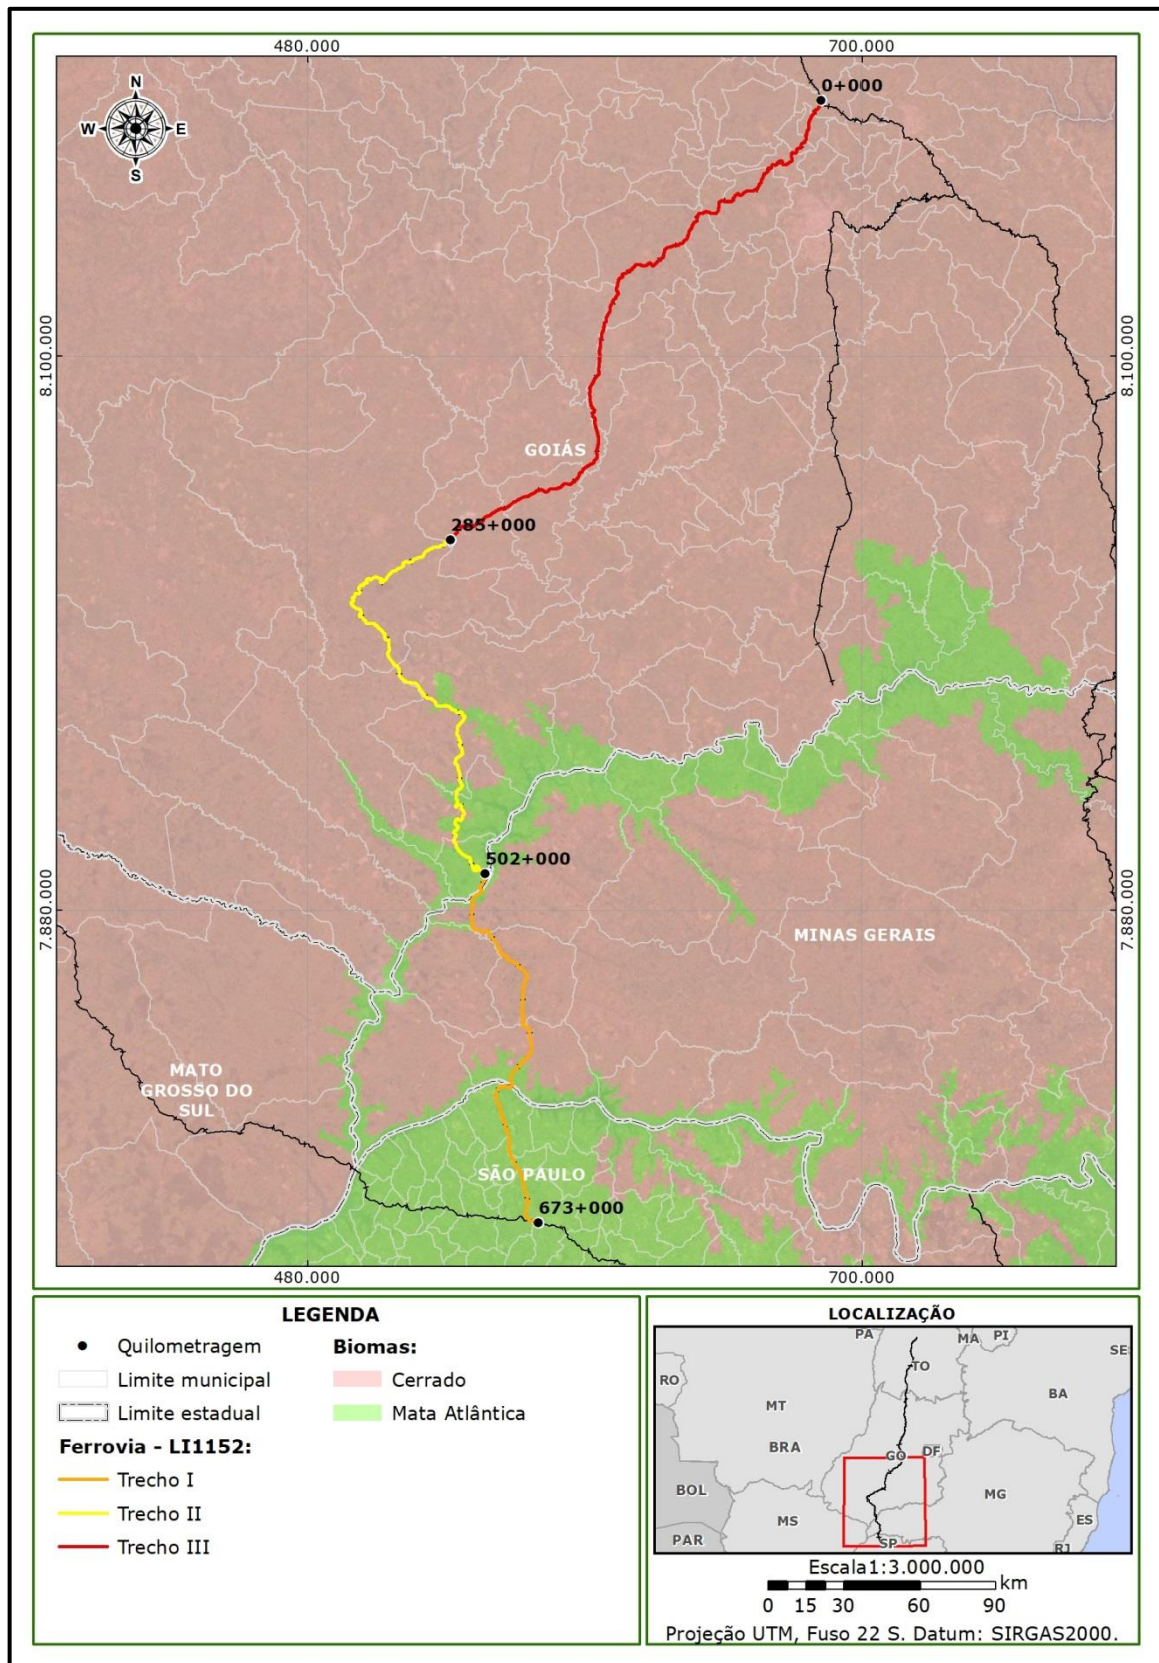 480.000
700.000
0+000
N
W
E
S
8.100.000
8.100.000
GOIÁS
285+000
502+000
7.880.000
7.880.000
MINAS GERAIS
MATO
GROSSO DO
SUL
SÃO PAULO
673+000
480.000
700.000
LEGENDA
Quilometragem
Limite municipal
Limite estadual
Ferrovia - LI1152:
Trecho I
Trecho II
Trecho III
Biomas:
Cerrado
Mata Atlântica
LOCALIZAÇÃO
PA
MA
PI
SE
RO
TO
MT
BA
BRA
GO
DF
BOL
MG
MS
ES
PAR
SP
RJ
Escala1:3.000.000
km
0 15 30 60 90
Projeção UTM, Fuso 22 S. Datum: SIRGAS2000.